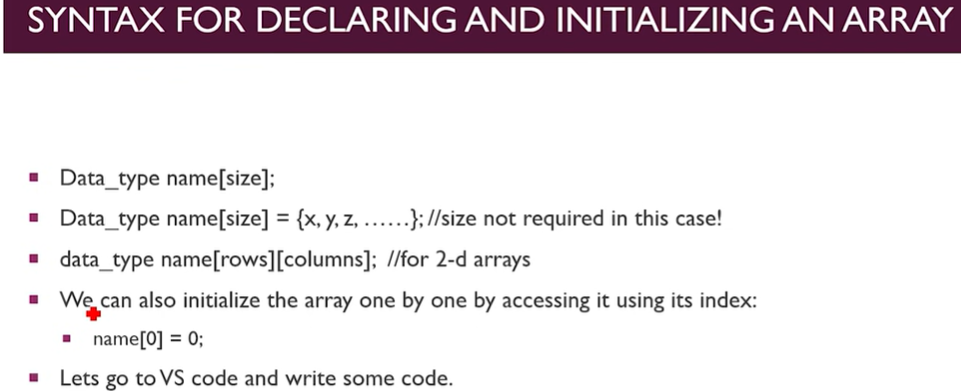 SYNTAX FOR DECLARING AND INITIALIZING AN ARRAY
Data_type name[size];
Data_type name[size] = {x, y, z, ......}; //size not required in this case!
data_type name[rows][columns]; //for 2-d arrays
We can also initialize the array one by one by accessing it using its index:
name[0] = 0;
Lets go to VS code and write some code.